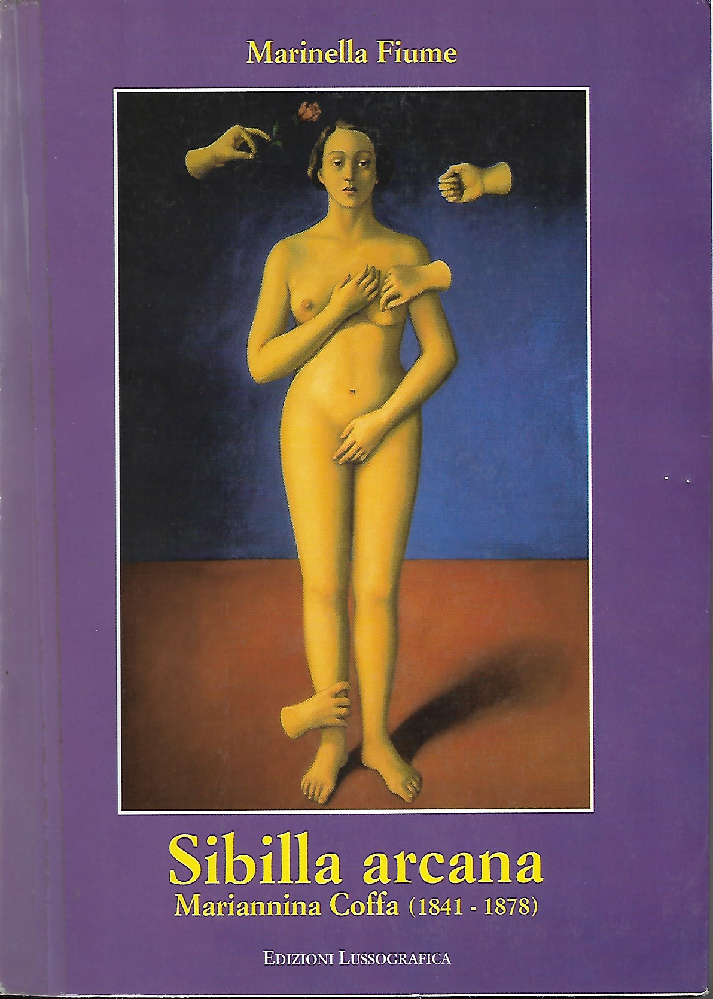 Marinella Fiume
Sibilla arcana
Mariannina Coffa (1841 - 1878)
EDIZIONI LUSSOGRAFICA